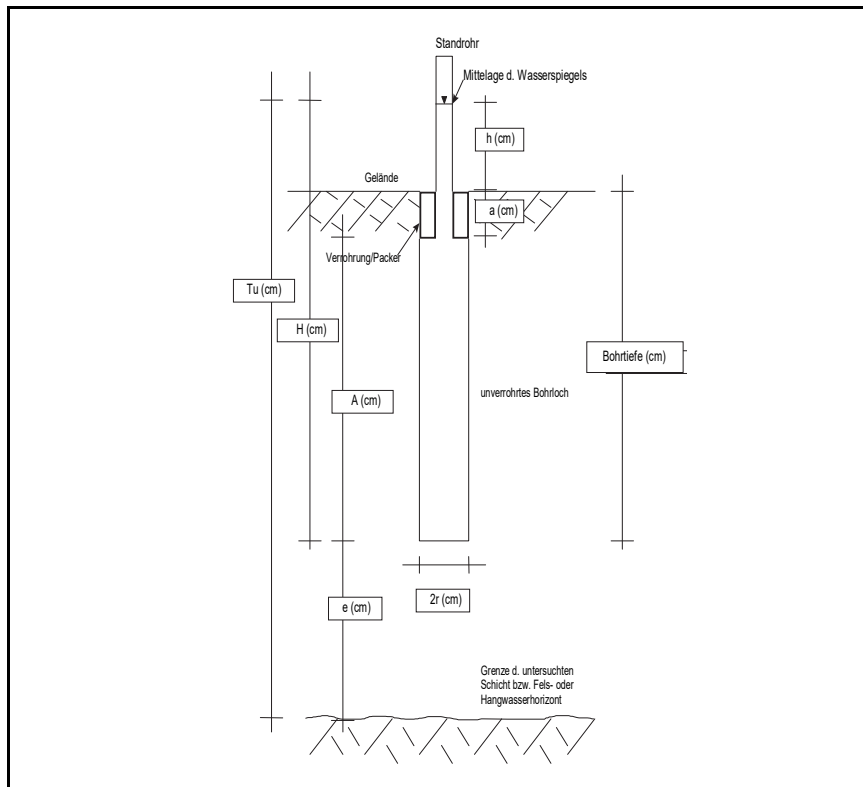 Standrohr
Mittelage d. Wasserspiegels
h (cm)
Gelände
a (cm)
Verrohrung/Packer
Tu (cm)
H (cm)
Bohrtiefe (cm)
A (cm)
unverrohrtes Bohrloch
2r (cm)
e (cm)
Grenze d. untersuchten
Schicht bzw. Fels- oder
Hangwasserhorizont